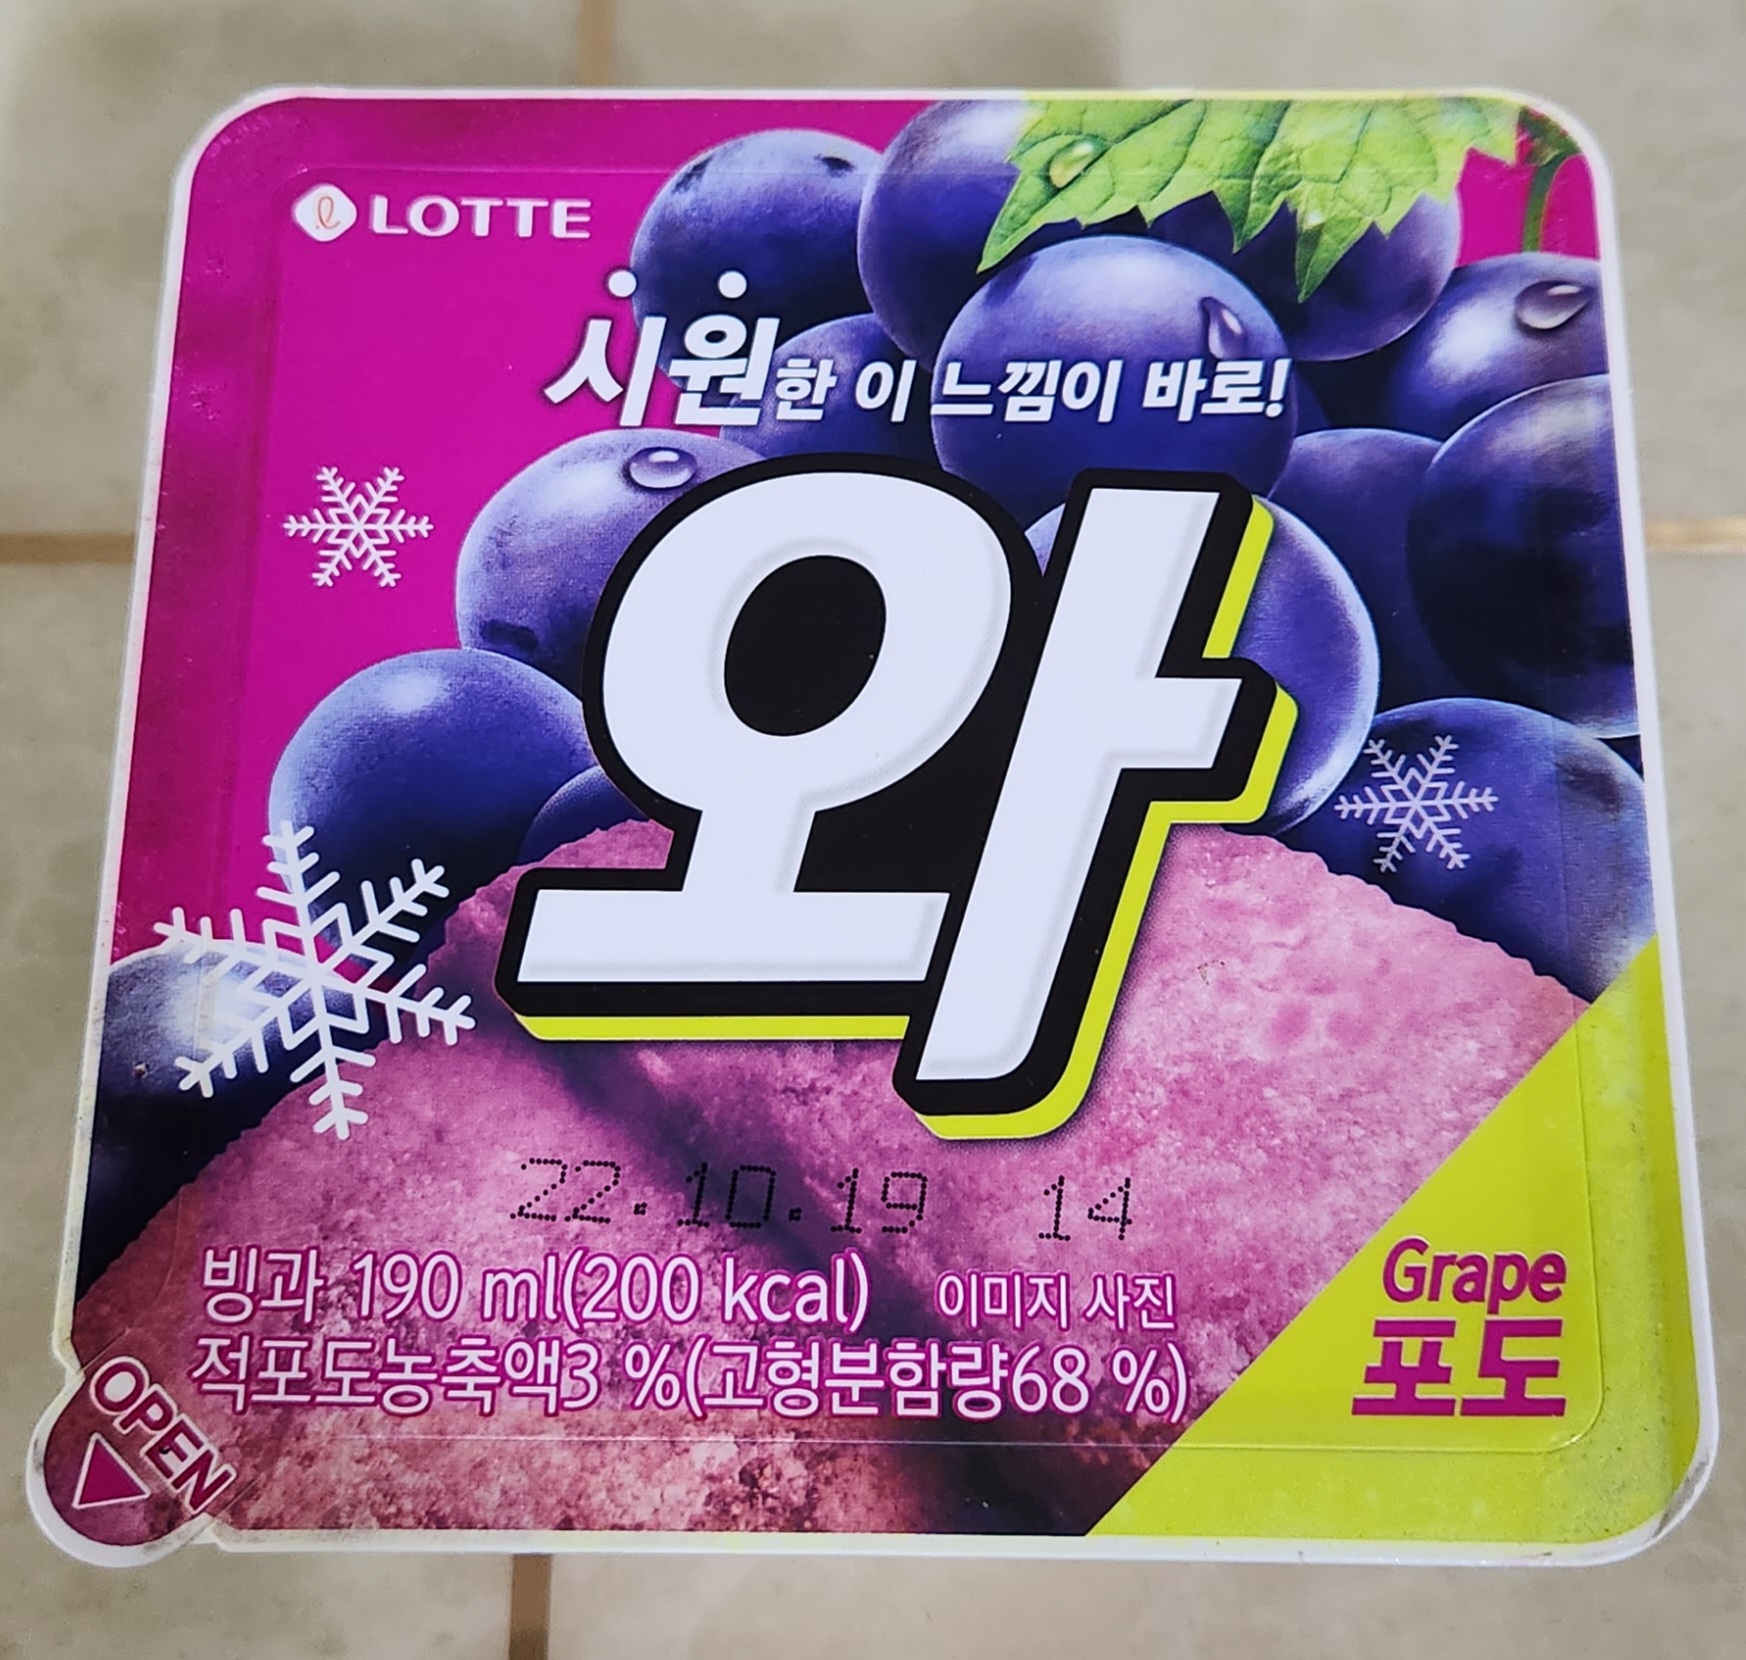 LOTTE
시원한 이 느낌이 바로!
와
22.10.19 14
빙과 190 ml(200 kcal) 이미지 사진
적포도농축액3 %(고형분함량68 %)
Grape
포도
OPEN